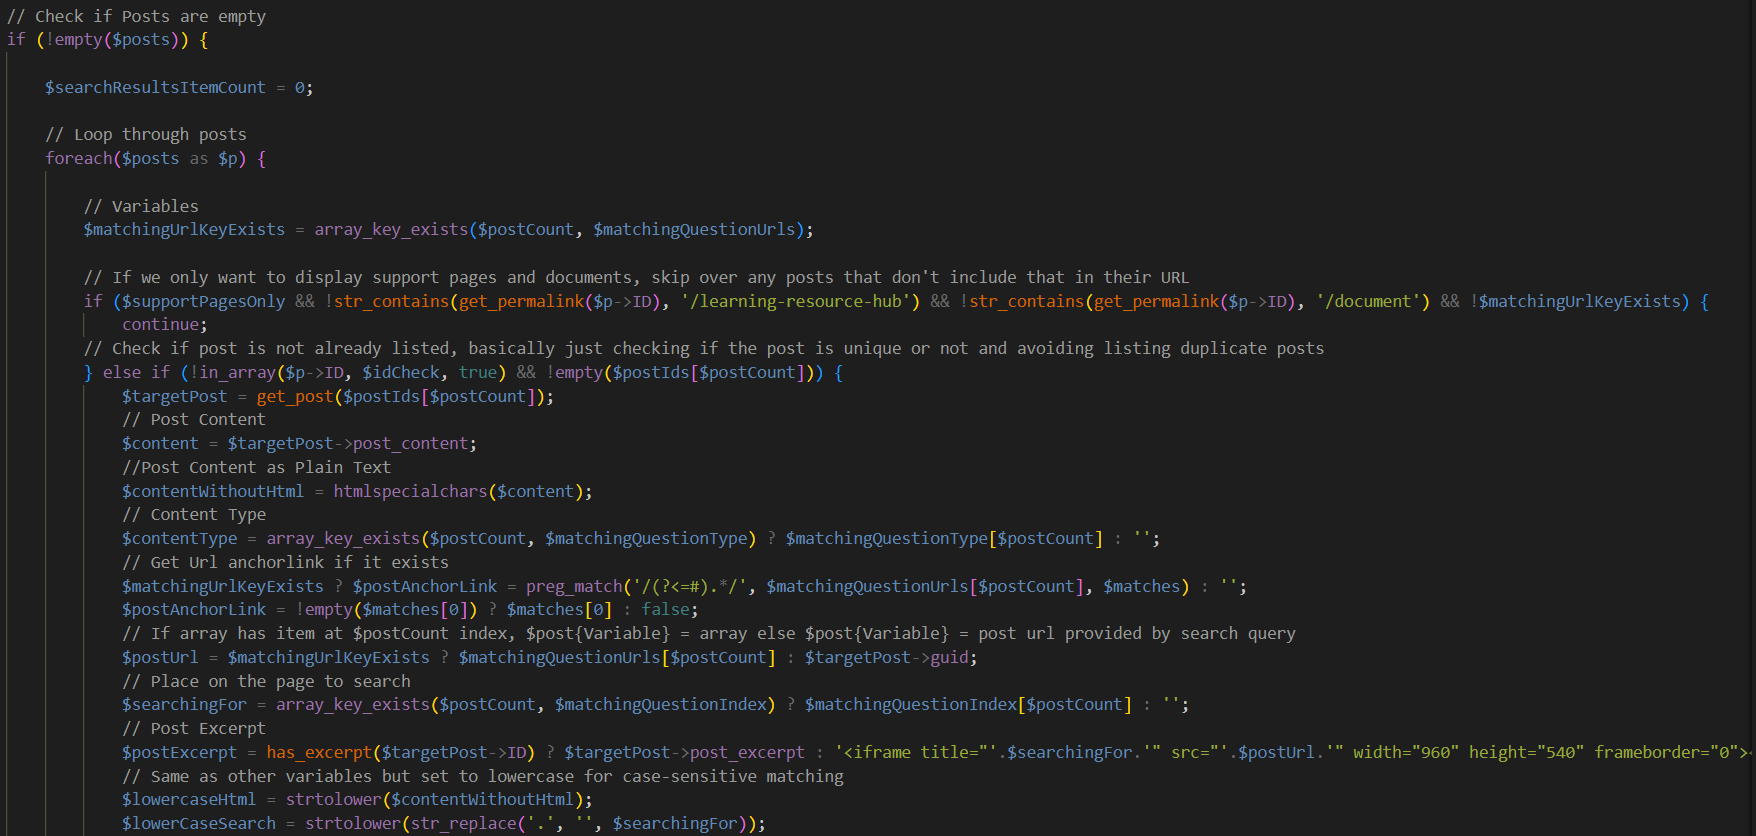 // Check if Posts are empty
if (!empty($posts)) {
$searchResultsItemCount = 0;
// Loop through posts
foreach($posts as $p) {
// Variables
$matchingUrlKeyExists = array_key_exists($postCount, $matchingQuestionUrls);
// If we only want to display support pages and documents, skip over any posts that don't include that in their URL
if ($supportPagesOnly && !str_contains(get_permalink($p->ID), '/learning-resource-hub') && !str_contains(get_permalink($p->ID), '/document') && !$matchingUrlKeyExists) {
continue;
// Check if post is not already listed, basically just checking if the post is unique or not and avoiding listing duplicate posts
} else if (!in_array($p->ID, $idCheck, true) && !empty($postIds[$postCount])) {
$targetPost = get_post($postIds[$postCount]);
// Post Content
$content = $targetPost->post_content;
//Post Content as Plain Text
$contentWithoutHtml = htmlspecialchars($content);
// Content Type
$contentType = array_key_exists($postCount, $matchingQuestionType) ? $matchingQuestionType[$postCount] : '';
// Get Url anchorlink if it exists
$matchingUrlKeyExists ? $postAnchorLink = preg_match('/(?<=#).*/', $matchingQuestionUrls[$postCount], $matches) : '';
$postAnchorLink = !empty($matches[0]) ? $matches[0] : false;
// If array has item at $postCount index, $post{Variable} = array else $post{Variable} = post url provided by search query
$postUrl = $matchingUrlKeyExists ? $matchingQuestionUrls[$postCount] : $targetPost->guid;
// Place on the page to search
$searchingFor = array_key_exists($postCount, $matchingQuestionIndex) ? $matchingQuestionIndex[$postCount] : '';
// Post Excerpt
$postExcerpt = has_excerpt($targetPost->ID) ? $targetPost->post_excerpt : '<iframe title="'.$searchingFor.'" src="'.$postUrl.'" width="960" height="540" frameborder="0">
// Same as other variables but set to lowercase for case-sensitive matching
$lowercaseHtml = strtolower($contentWithoutHtml);
$lowerCaseSearch = strtolower(str_replace('.', '', $searchingFor));